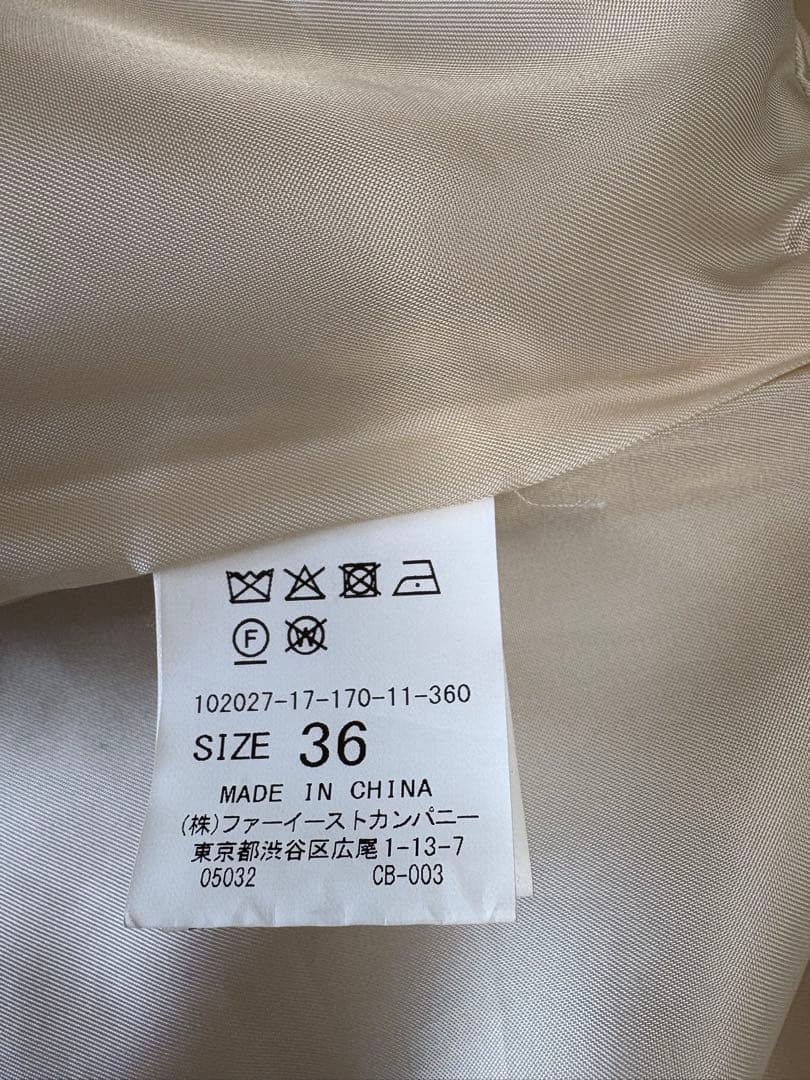 F W
102027-17-170-11-360
SIZE 36
MADE IN CHINA
(株)ファーイーストカンパニー
東京都渋谷区広尾1-13-7
05032 CB-003